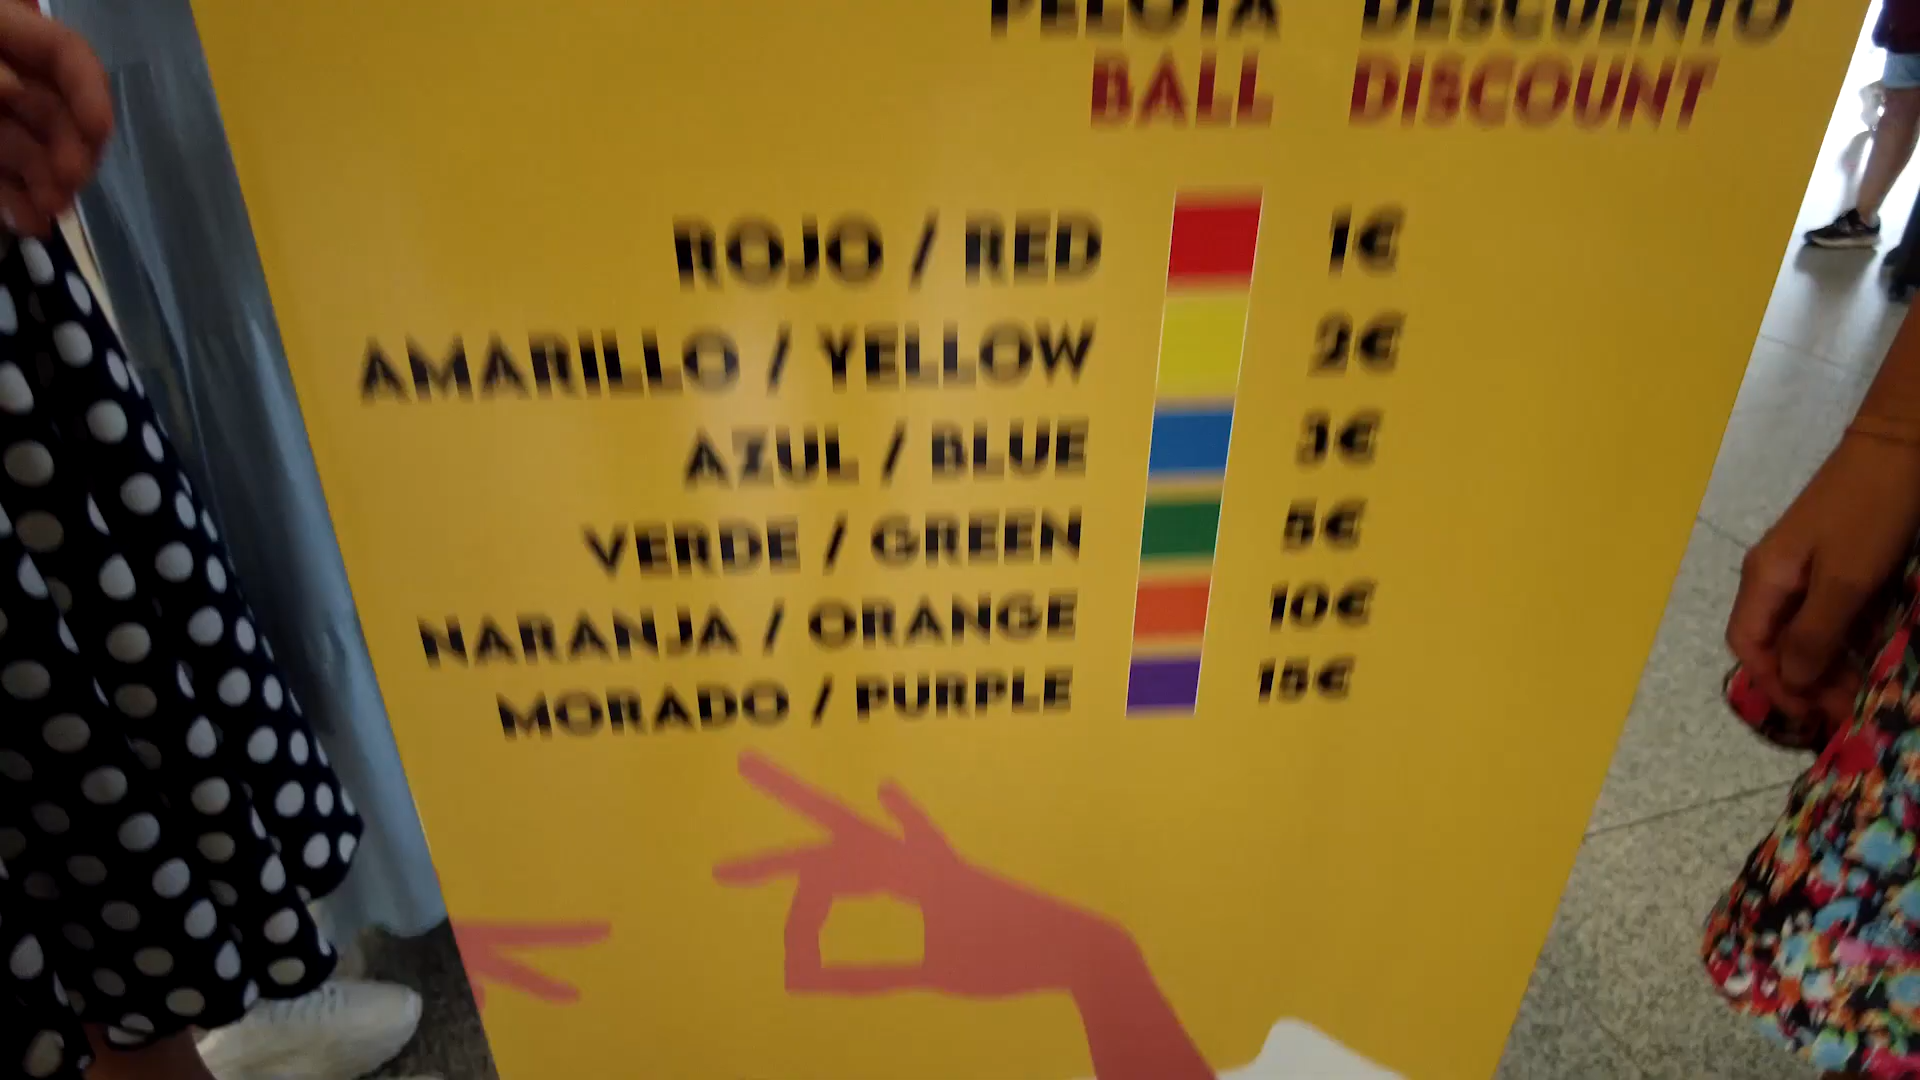 PELOTA DESCUENTO
BALL DISCOUNT
ROJO / RED 1€
AMARILLO / YELLOW 2€
AZUL / BLUE 3€
VERDE / GREEN 5€
NARANJA / ORANGE 10€
MORADO / PURPLE 15€